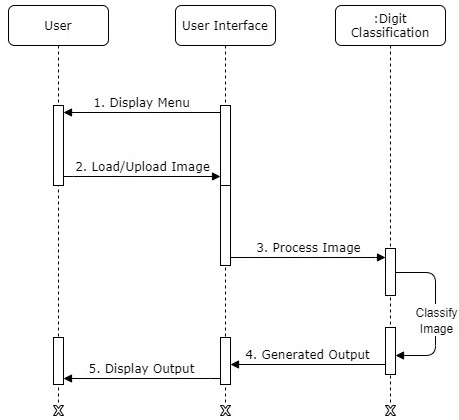 User
User Interface
:Digit
Classification
1. Display Menu
2. Load/Upload Image
3. Process Image
Classify
Image
4. Generated Output
5. Display Output
X
X
X